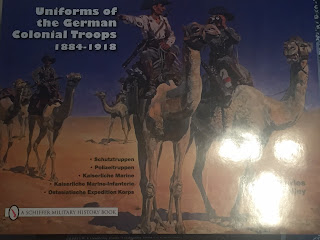 Uniforms of
the German
Colonial Troops
1884-1918
• Schutztruppen
• Polizeitruppen
• Kaiserliche Marine
• Kaiserliche Marine-Infanterie
• Ostasiatische Expedition Korps
A SCHIFFER MILITARY HISTORY BOOK